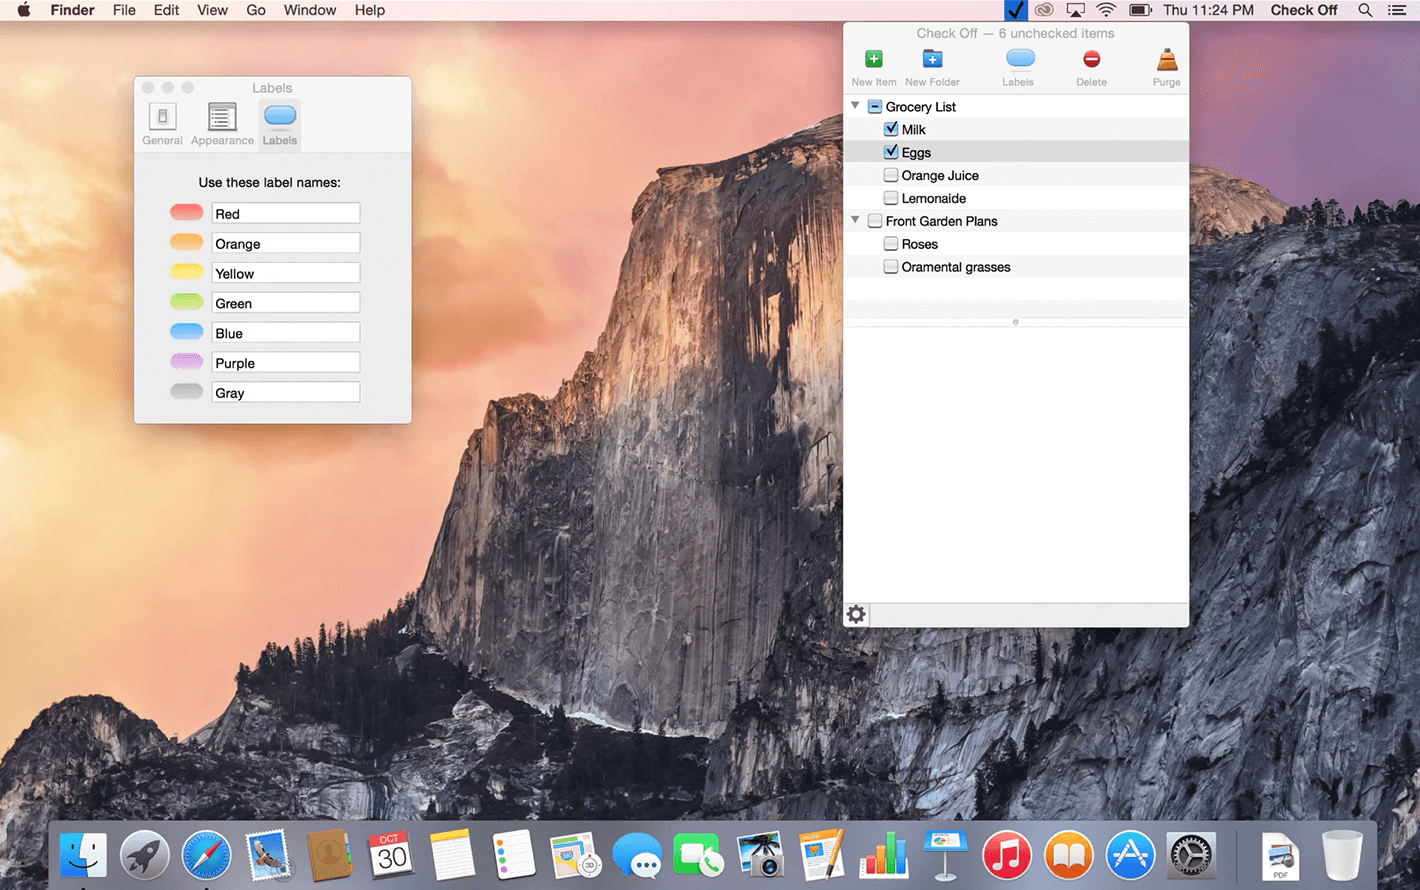 Finder File Edit View Go Window Help Thu 11:24 PM Check Off
Check Off — 6 unchecked items
New Item New Folder Labels Delete Purge
Grocery List
Milk
Eggs
Orange Juice
Lemonaide
Front Garden Plans
Roses
Oramental grasses
Labels
General Appearance Labels
Use these label names:
Red
Orange
Yellow
Green
Blue
Purple
Gray
OCT
30
3D
PDF